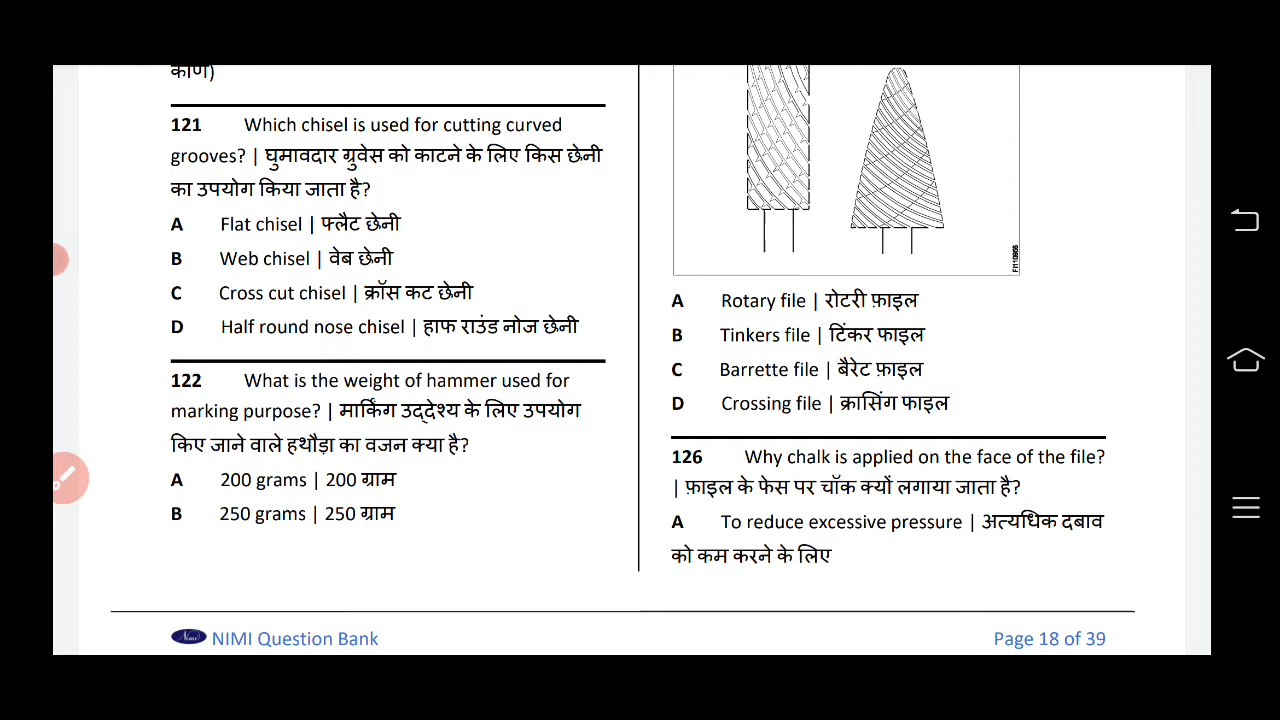 काण)
121 Which chisel is used for cutting curved
grooves? | घुमावदार ग्रुवेस को काटने के लिए किस छेनी
का उपयोग किया जाता है?
A Flat chisel | फ्लैट छेनी
B Web chisel | वेब छेनी
C Cross cut chisel | क्रॉस कट छेनी
D Half round nose chisel | हाफ राउंड नोज छेनी
122 What is the weight of hammer used for
marking purpose? | मार्किंग उद्देश्य के लिए उपयोग
किए जाने वाले हथौड़ा का वजन क्या है?
A 200 grams | 200 ग्राम
B 250 grams | 250 ग्राम
A Rotary file | रोटरी फ़ाइल
B Tinkers file | टिंकर फाइल
C Barrette file | बैरेट फ़ाइल
D Crossing file | क्रासिंग फाइल
126 Why chalk is applied on the face of the file?
| फ़ाइल के फेस पर चॉक क्यों लगाया जाता है?
A To reduce excessive pressure | अत्यधिक दबाव
को कम करने के लिए
Nimi NIMI Question Bank
Page 18 of 39